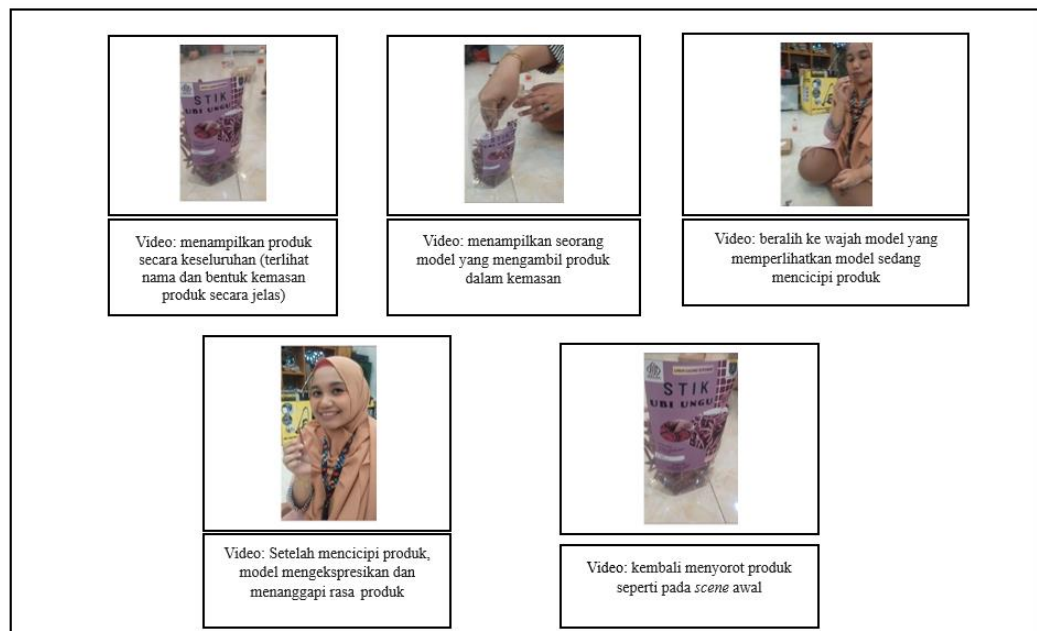 STIK
UBI UNGU
STIK
UBI UNGU
Video: menampilkan produk
secara keseluruhan (terlihat
nama dan bentuk kemasan
produk secara jelas)
Video: menampilkan seorang
model yang mengambil produk
dalam kemasan
Video: beralih ke wajah model yang
memperlihatkan model sedang
mencicipi produk
STIK
UBI UNGU
Video: Setelah mencicipi produk,
model mengekspresikan dan
menanggapi rasa produk
Video: kembali menyorot produk
seperti pada scene awal